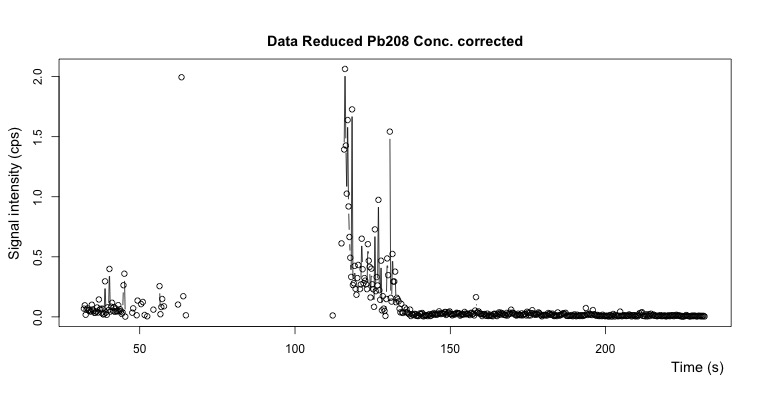 Data Reduced Pb208 Conc. corrected
Signal intensity (cps)
2.0
1.5
1.0
0.5
0.0
50 100 150 200
Time (s)